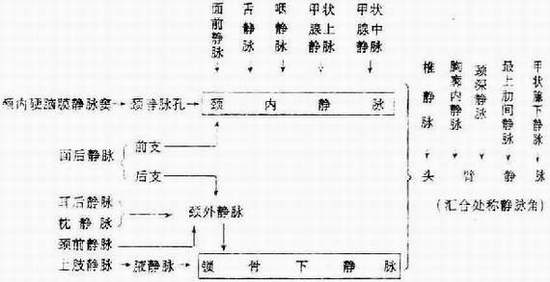 面前静脉
舌静脉
咽静脉
甲状腺上静脉
甲状腺中静脉
颅内硬脑膜静脉窦
颈静脉孔
颈内静脉
面后静脉
前支
后支
耳后静脉
枕静脉
颈外静脉
颈前静脉
上肢静脉
腋静脉
锁骨下静脉
椎静脉
胸廓内静脉
颈深静脉
最上肋间静脉
甲状腺下静脉
头臂静脉
(汇合处称静脉角)